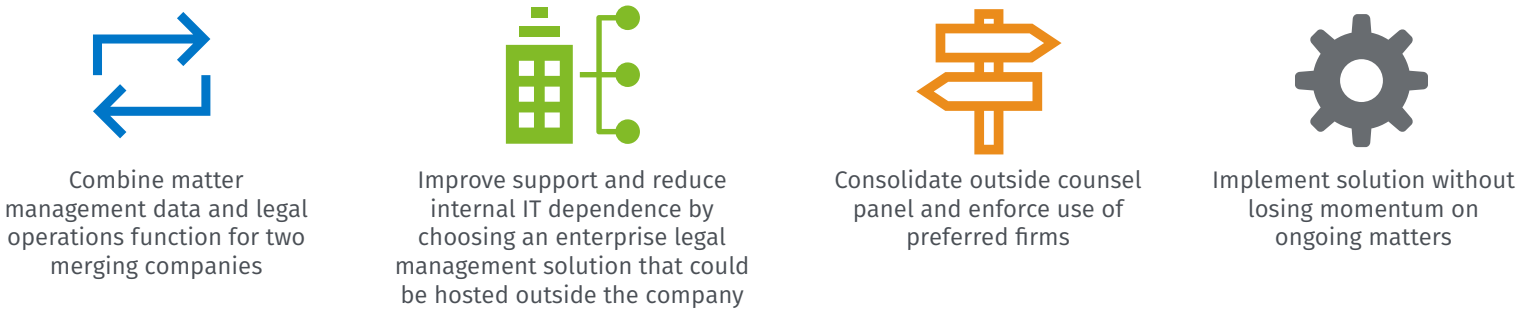 Combine matter
management data and legal
operations function for two
merging companies
Improve support and reduce
internal IT dependence by
choosing an enterprise legal
management solution that could
be hosted outside the company
Consolidate outside counsel
panel and enforce use of
preferred firms
Implement solution without
losing momentum on
ongoing matters